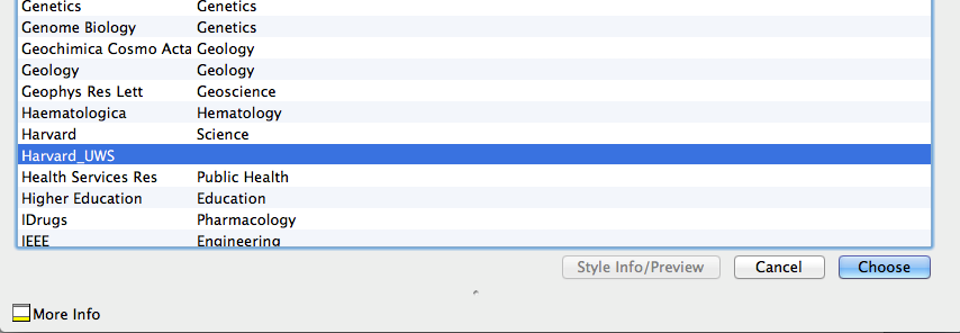 Genetics Genetics
Genome Biology Genetics
Geochimica Cosmo Acta Geology
Geology Geology
Geophys Res Lett Geoscience
Haematologica Hematology
Harvard Science
Harvard_UWS
Health Services Res Public Health
Higher Education Education
IDrugs Pharmacology
IEEE Engineering
Style Info/Preview Cancel Choose
More Info